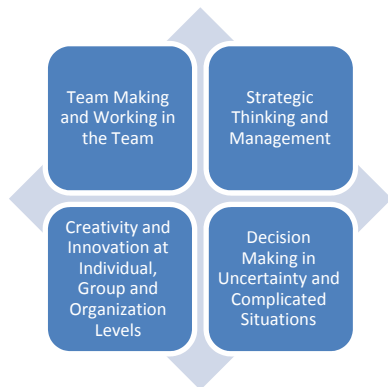 Team Making
and Working in
the Team
Strategic
Thinking and
Management
Creativity and
Innovation at
Individual,
Group and
Organization
Levels
Decision
Making in
Uncertainty and
Complicated
Situations